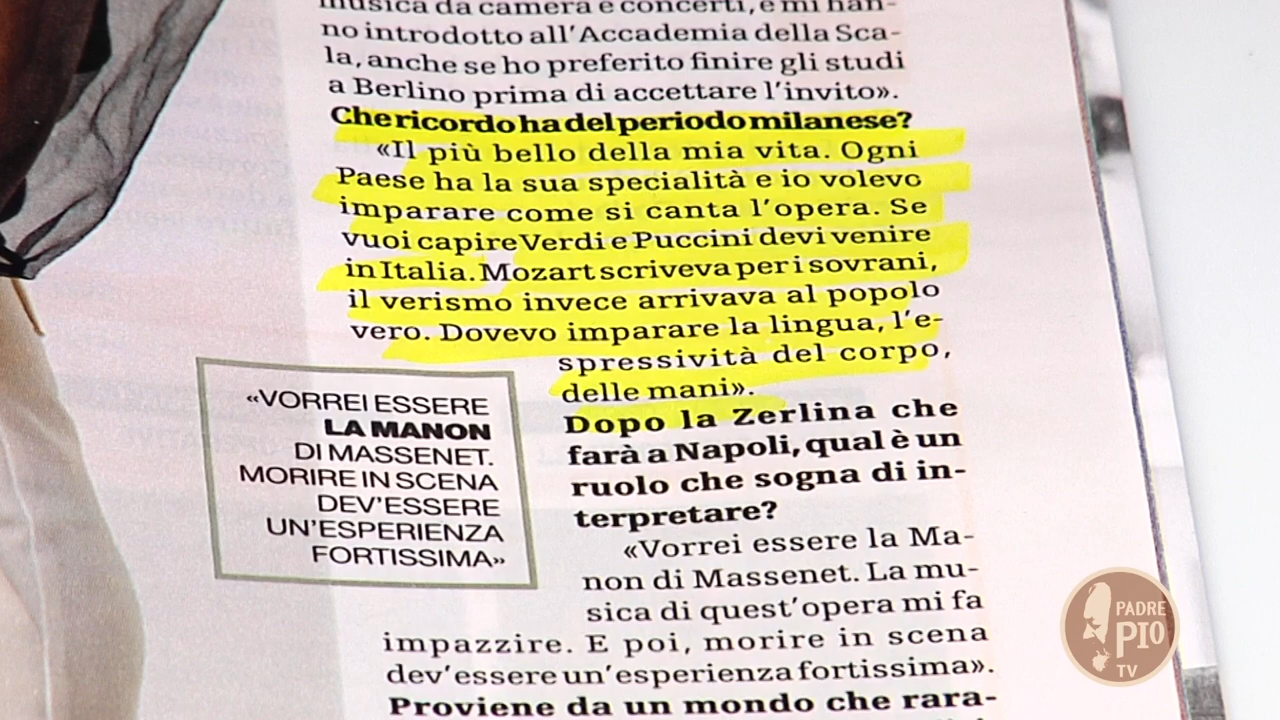 musica da camera e concerti, e mi han-
no introdotto all'Accademia della Sca-
la, anche se ho preferito finire gli studi
a Berlino prima di accettare l'invito».
Che ricordo ha del periodo milanese?
«Il più bello della mia vita. Ogni
Paese ha la sua specialità e io volevo
imparare come si canta l'opera. Se
vuoi capire Verdi e Puccini devi venire
in Italia. Mozart scriveva per i sovrani,
il verismo invece arrivava al popolo
vero. Dovevo imparare la lingua, l'e-
spressività del corpo,
delle mani».
Dopo la Zerlina che
farà a Napoli, qual è un
ruolo che sogna di in-
terpretare?
«Vorrei essere la Ma-
non di Massenet. La mu-
sica di quest'opera mi fa
impazzire. E poi, morire in scena
dev'essere un'esperienza fortissima».
Proviene da un mondo che rara-
«VORREI ESSERE
LA MANON
DI MASSENET.
MORIRE IN SCENA
DEV'ESSERE
UN'ESPERIENZA
FORTISSIMA»
PADRE
PIO
TV